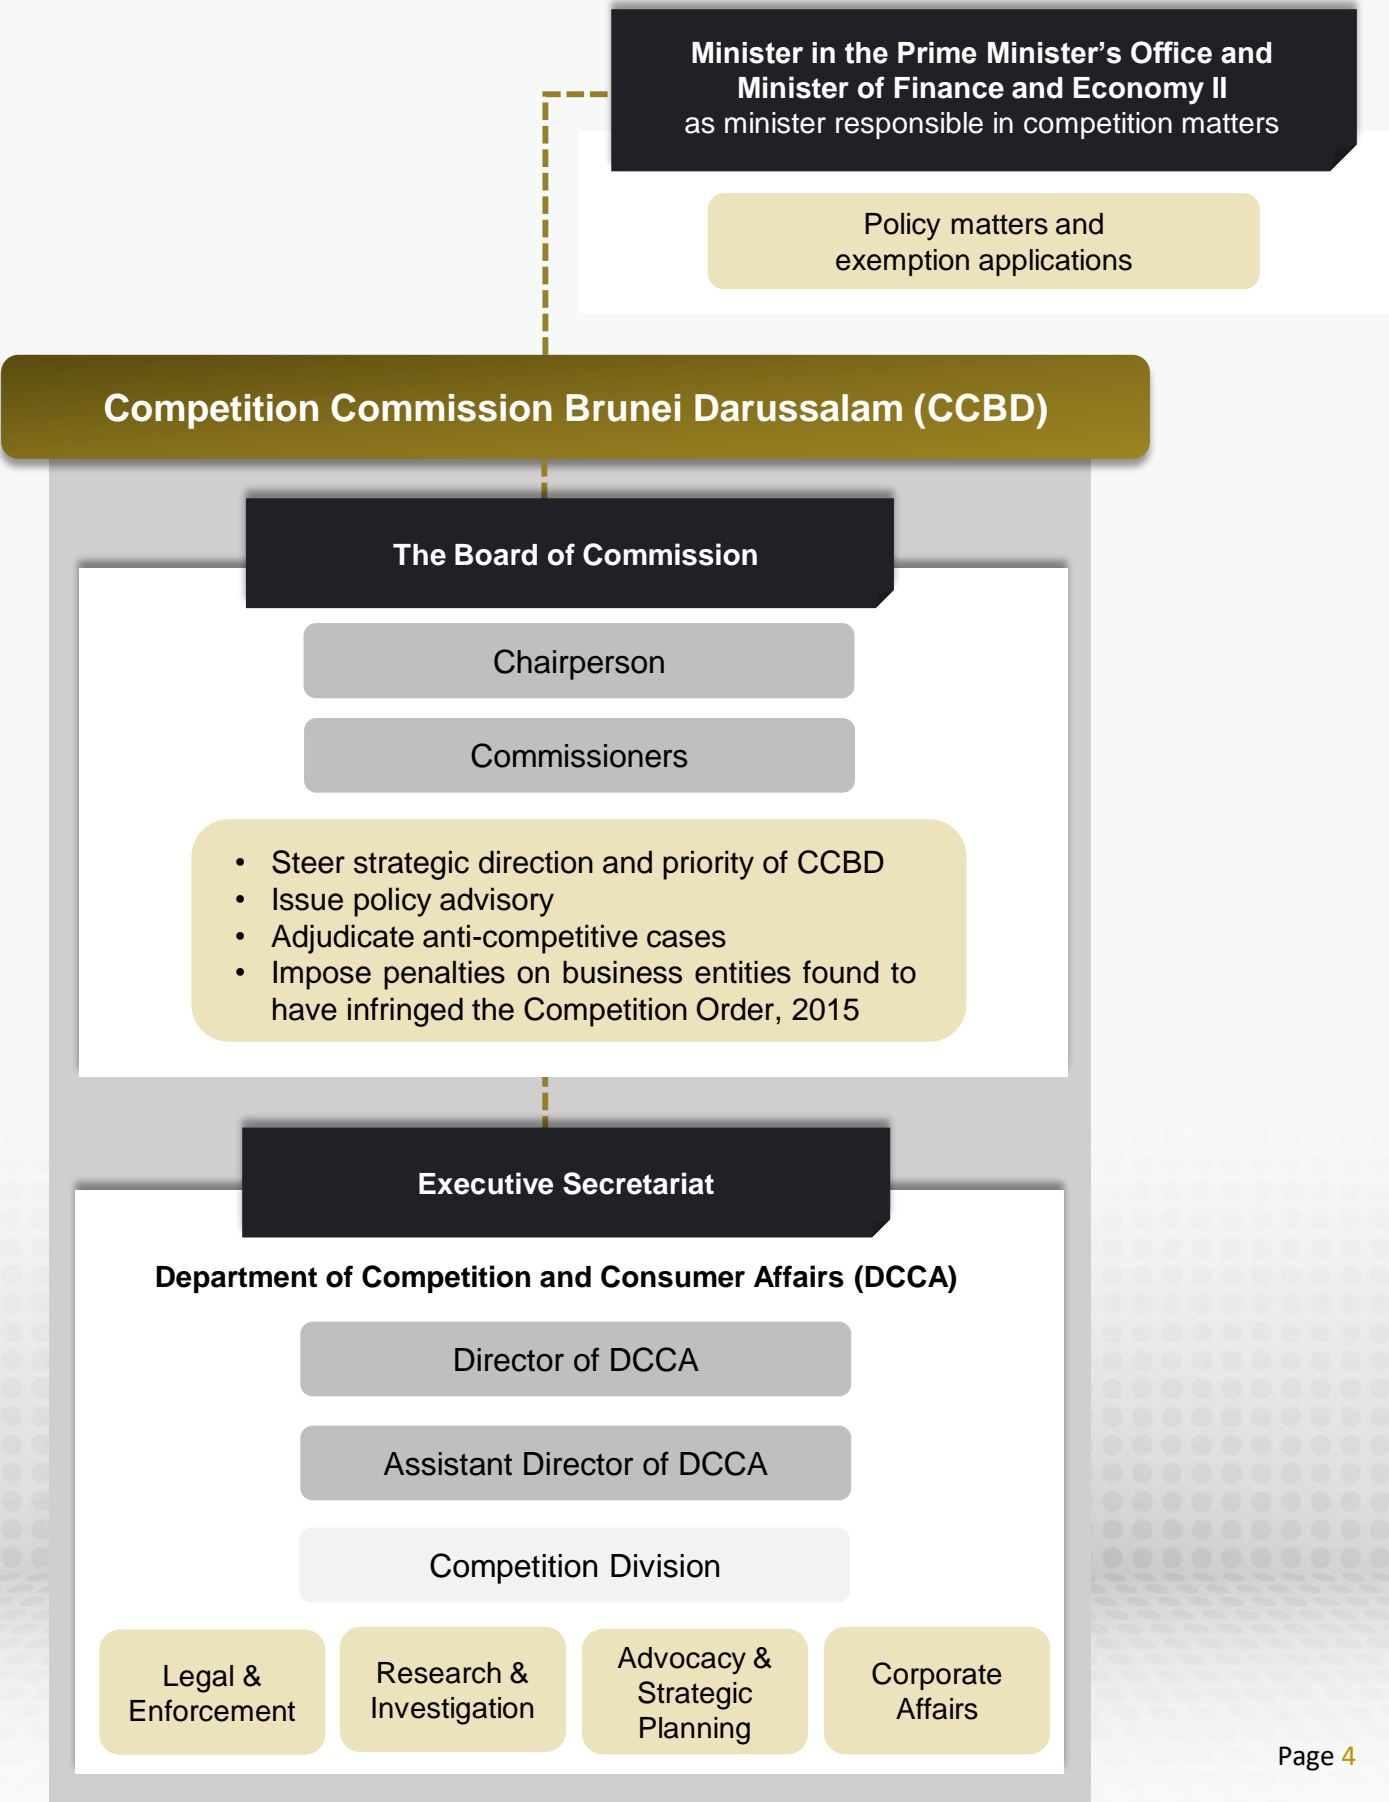 Minister in the Prime Minister’s Office and
Minister of Finance and Economy II
as minister responsible in competition matters
Policy matters and
exemption applications
Competition Commission Brunei Darussalam (CCBD)
The Board of Commission
Chairperson
Commissioners
• Steer strategic direction and priority of CCBD
• Issue policy advisory
• Adjudicate anti-competitive cases
• Impose penalties on business entities found to
have infringed the Competition Order, 2015
Executive Secretariat
Department of Competition and Consumer Affairs (DCCA)
Director of DCCA
Assistant Director of DCCA
Competition Division
Legal &
Enforcement
Research &
Investigation
Advocacy &
Strategic
Planning
Corporate
Affairs
Page 4